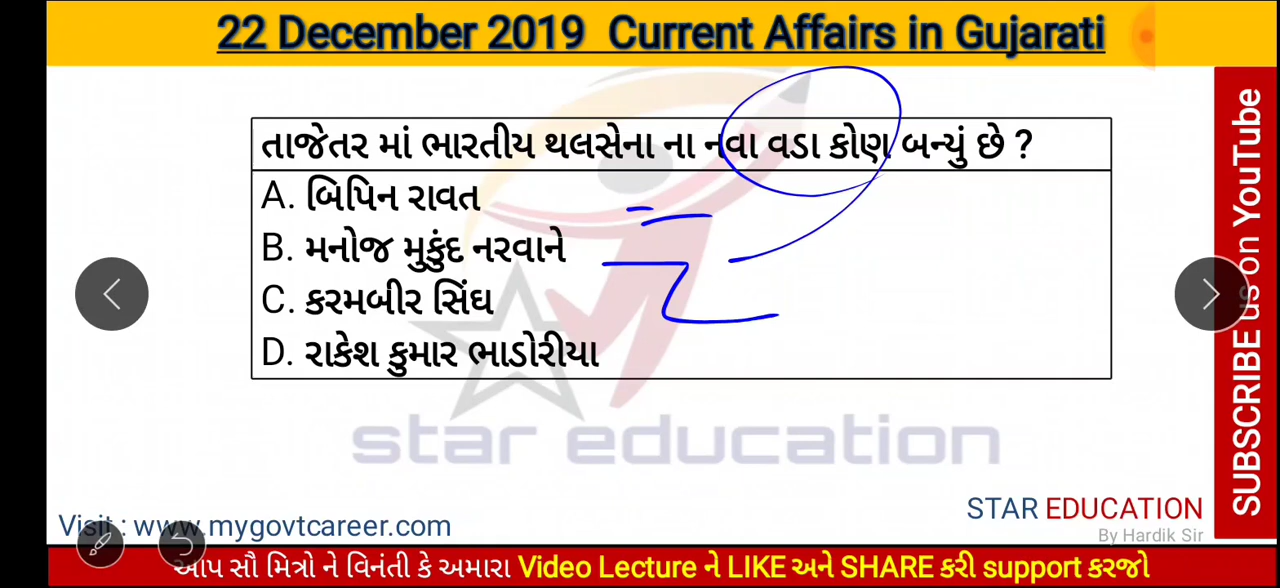 22 December 2019 Current Affairs in Gujarati
તાજેતર માં ભારતીય થલસેના ના નવા વડા કોણ બન્યું છે ?
A. બિપિન રાવત
B. મનોજ મુકુંદ નરવાને
C. કરમબીર સિંઘ
D. રાકેશ કુમાર ભાડોરીયા
star education
SUBSCRIBE us on YouTube
STAR EDUCATION
Visit : www.mygovtcareer.com
By Hardik Sir
આપ સૌ મિત્રો ને વિનંતી કે અમારા Video Lecture ને LIKE અને SHARE કરી support કરજો